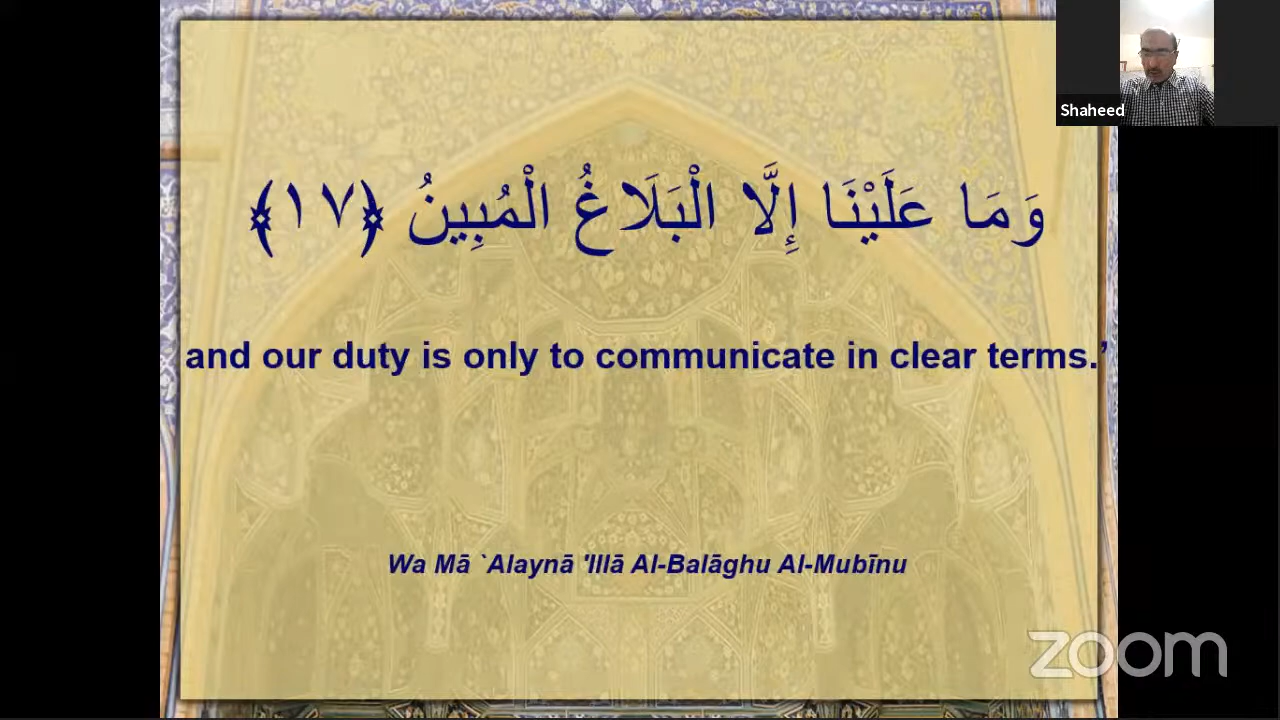 Shaheed
وَمَا عَلَيْنَا إِلَّا الْبَلَاغُ الْمُبِينُ ﴿١٧﴾
and our duty is only to communicate in clear terms.’
Wa Mā `Alaynā 'Illā Al-Balāghu Al-Mubīnu
zoom